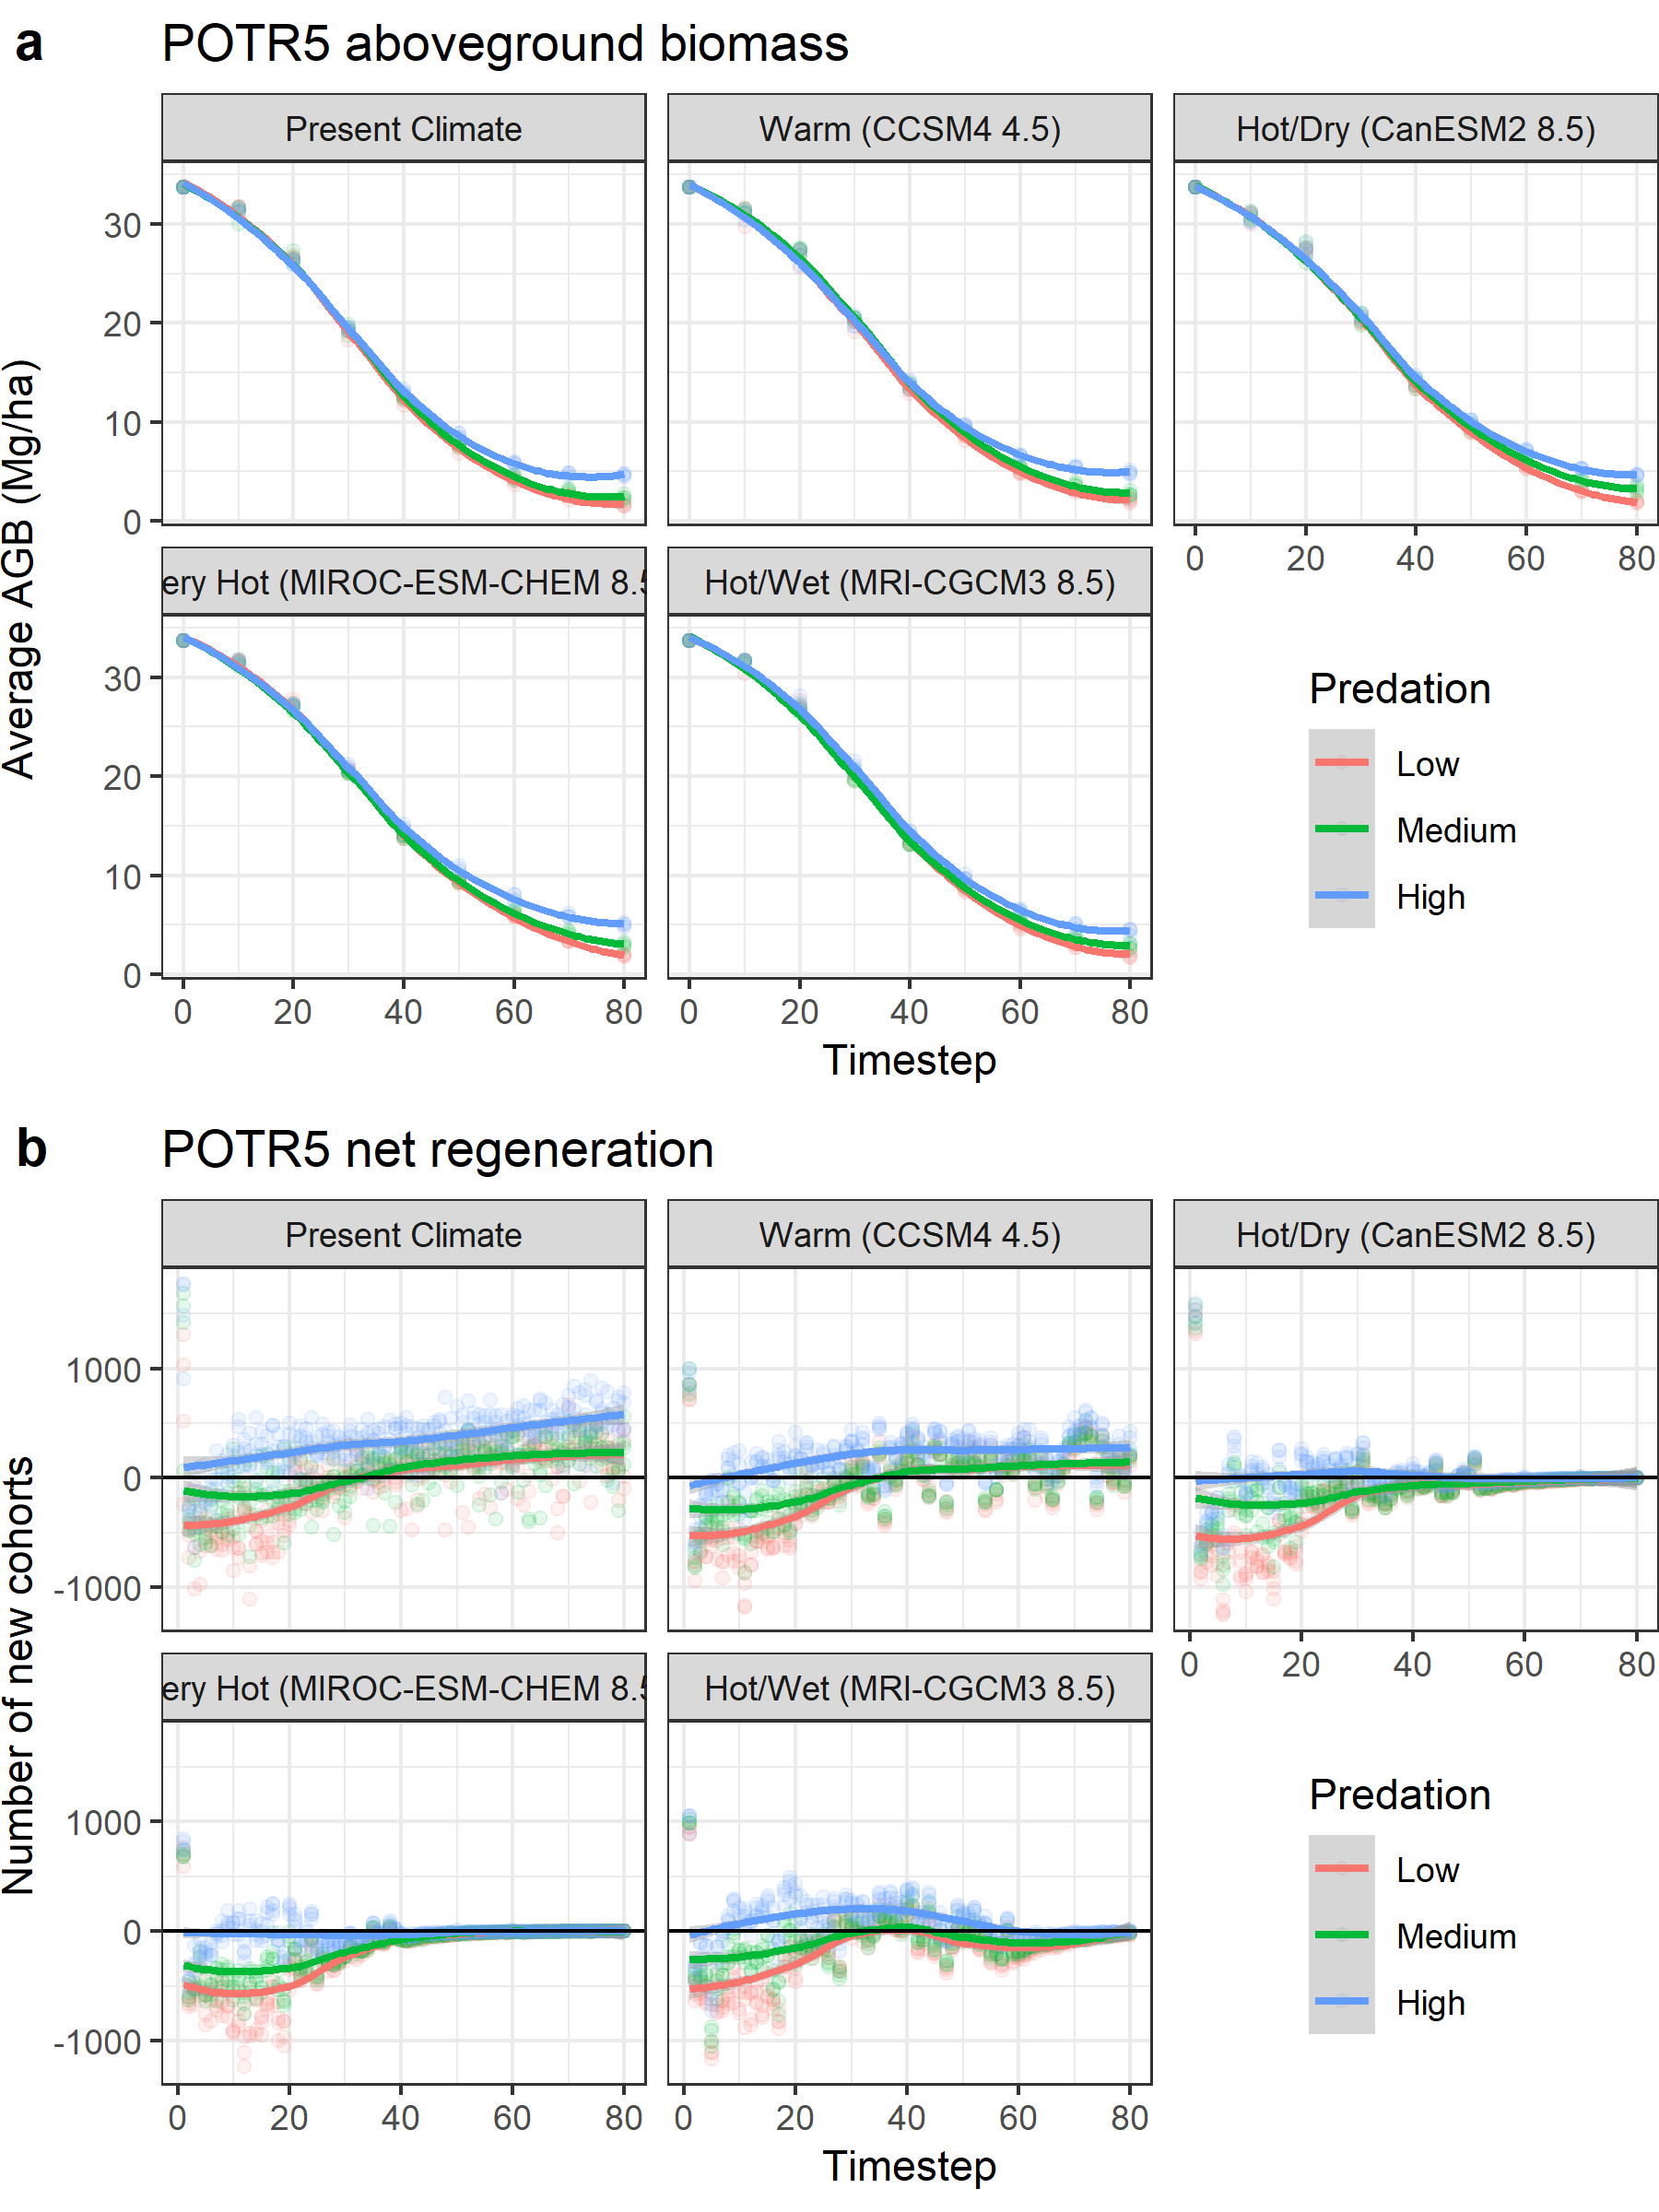 a POTR5 aboveground biomass
Present Climate
Warm (CCSM4 4.5)
Hot/Dry (CanESM2 8.5)
30
20
10
0
0 20 40 60 80
Average AGB (Mg/ha)
ery Hot (MIROC-ESM-CHEM 8.5
Hot/Wet (MRI-CGCM3 8.5)
30
20
10
0
0 20 40 60 80
0 20 40 60 80
Timestep
Predation
Low
Medium
High
b POTR5 net regeneration
Present Climate
Warm (CCSM4 4.5)
Hot/Dry (CanESM2 8.5)
1000
0
-1000
0 20 40 60 80
Number of new cohorts
ery Hot (MIROC-ESM-CHEM 8.5
Hot/Wet (MRI-CGCM3 8.5)
1000
0
-1000
0 20 40 60 80
0 20 40 60 80
Timestep
Predation
Low
Medium
High